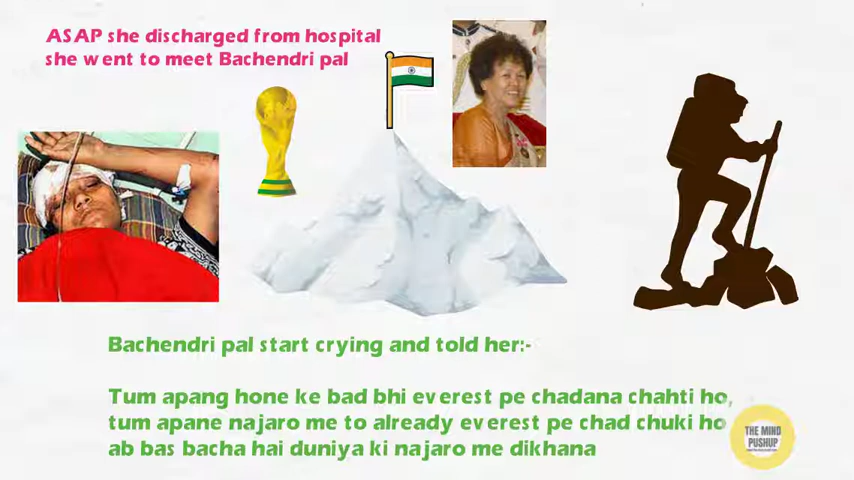 ASAP she discharged from hospital
she went to meet Bachendri pal
Bachendri pal start crying and told her:-
Tum apang hone ke bad bhi everest pe chadana chahti ho,
tum apane najaro me to already everest pe chad chuki ho
ab bas bacha hai duniya ki najaro me dikhana
THE MIND
PUSHUP